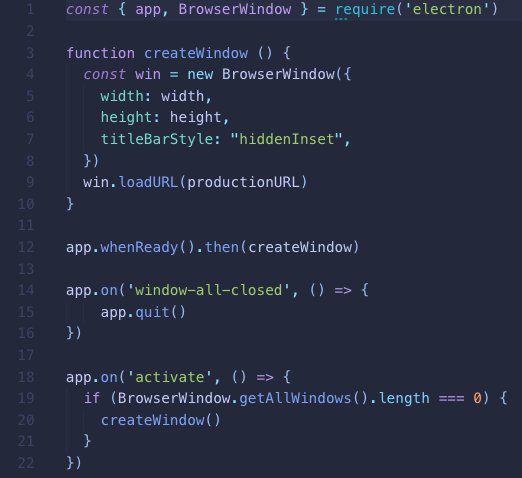 1 const { app, BrowserWindow } = require('electron')
2
3 function createWindow () {
4   const win = new BrowserWindow({
5     width: width,
6     height: height,
7     titleBarStyle: "hiddenInset",
8   })
9   win.loadURL(productionURL)
10 }
11
12 app.whenReady().then(createWindow)
13
14 app.on('window-all-closed', () => {
15     app.quit()
16 })
17
18 app.on('activate', () => {
19   if (BrowserWindow.getAllWindows().length === 0) {
20     createWindow()
21   }
22 })